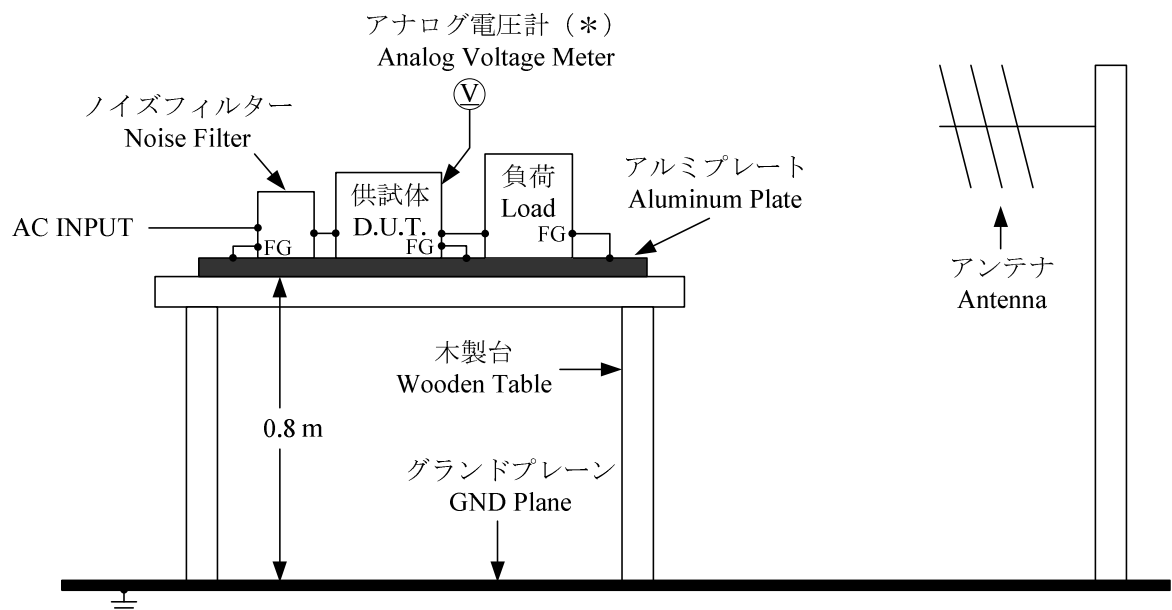 アナログ電圧計（＊）
Analog Voltage Meter
V
ノイズフィルター
Noise Filter
供試体
D.U.T.
負荷
Load
アルミプレート
Aluminum Plate
AC INPUT
FG
FG
FG
アンテナ
Antenna
木製台
Wooden Table
0.8 m
グランドプレーン
GND Plane